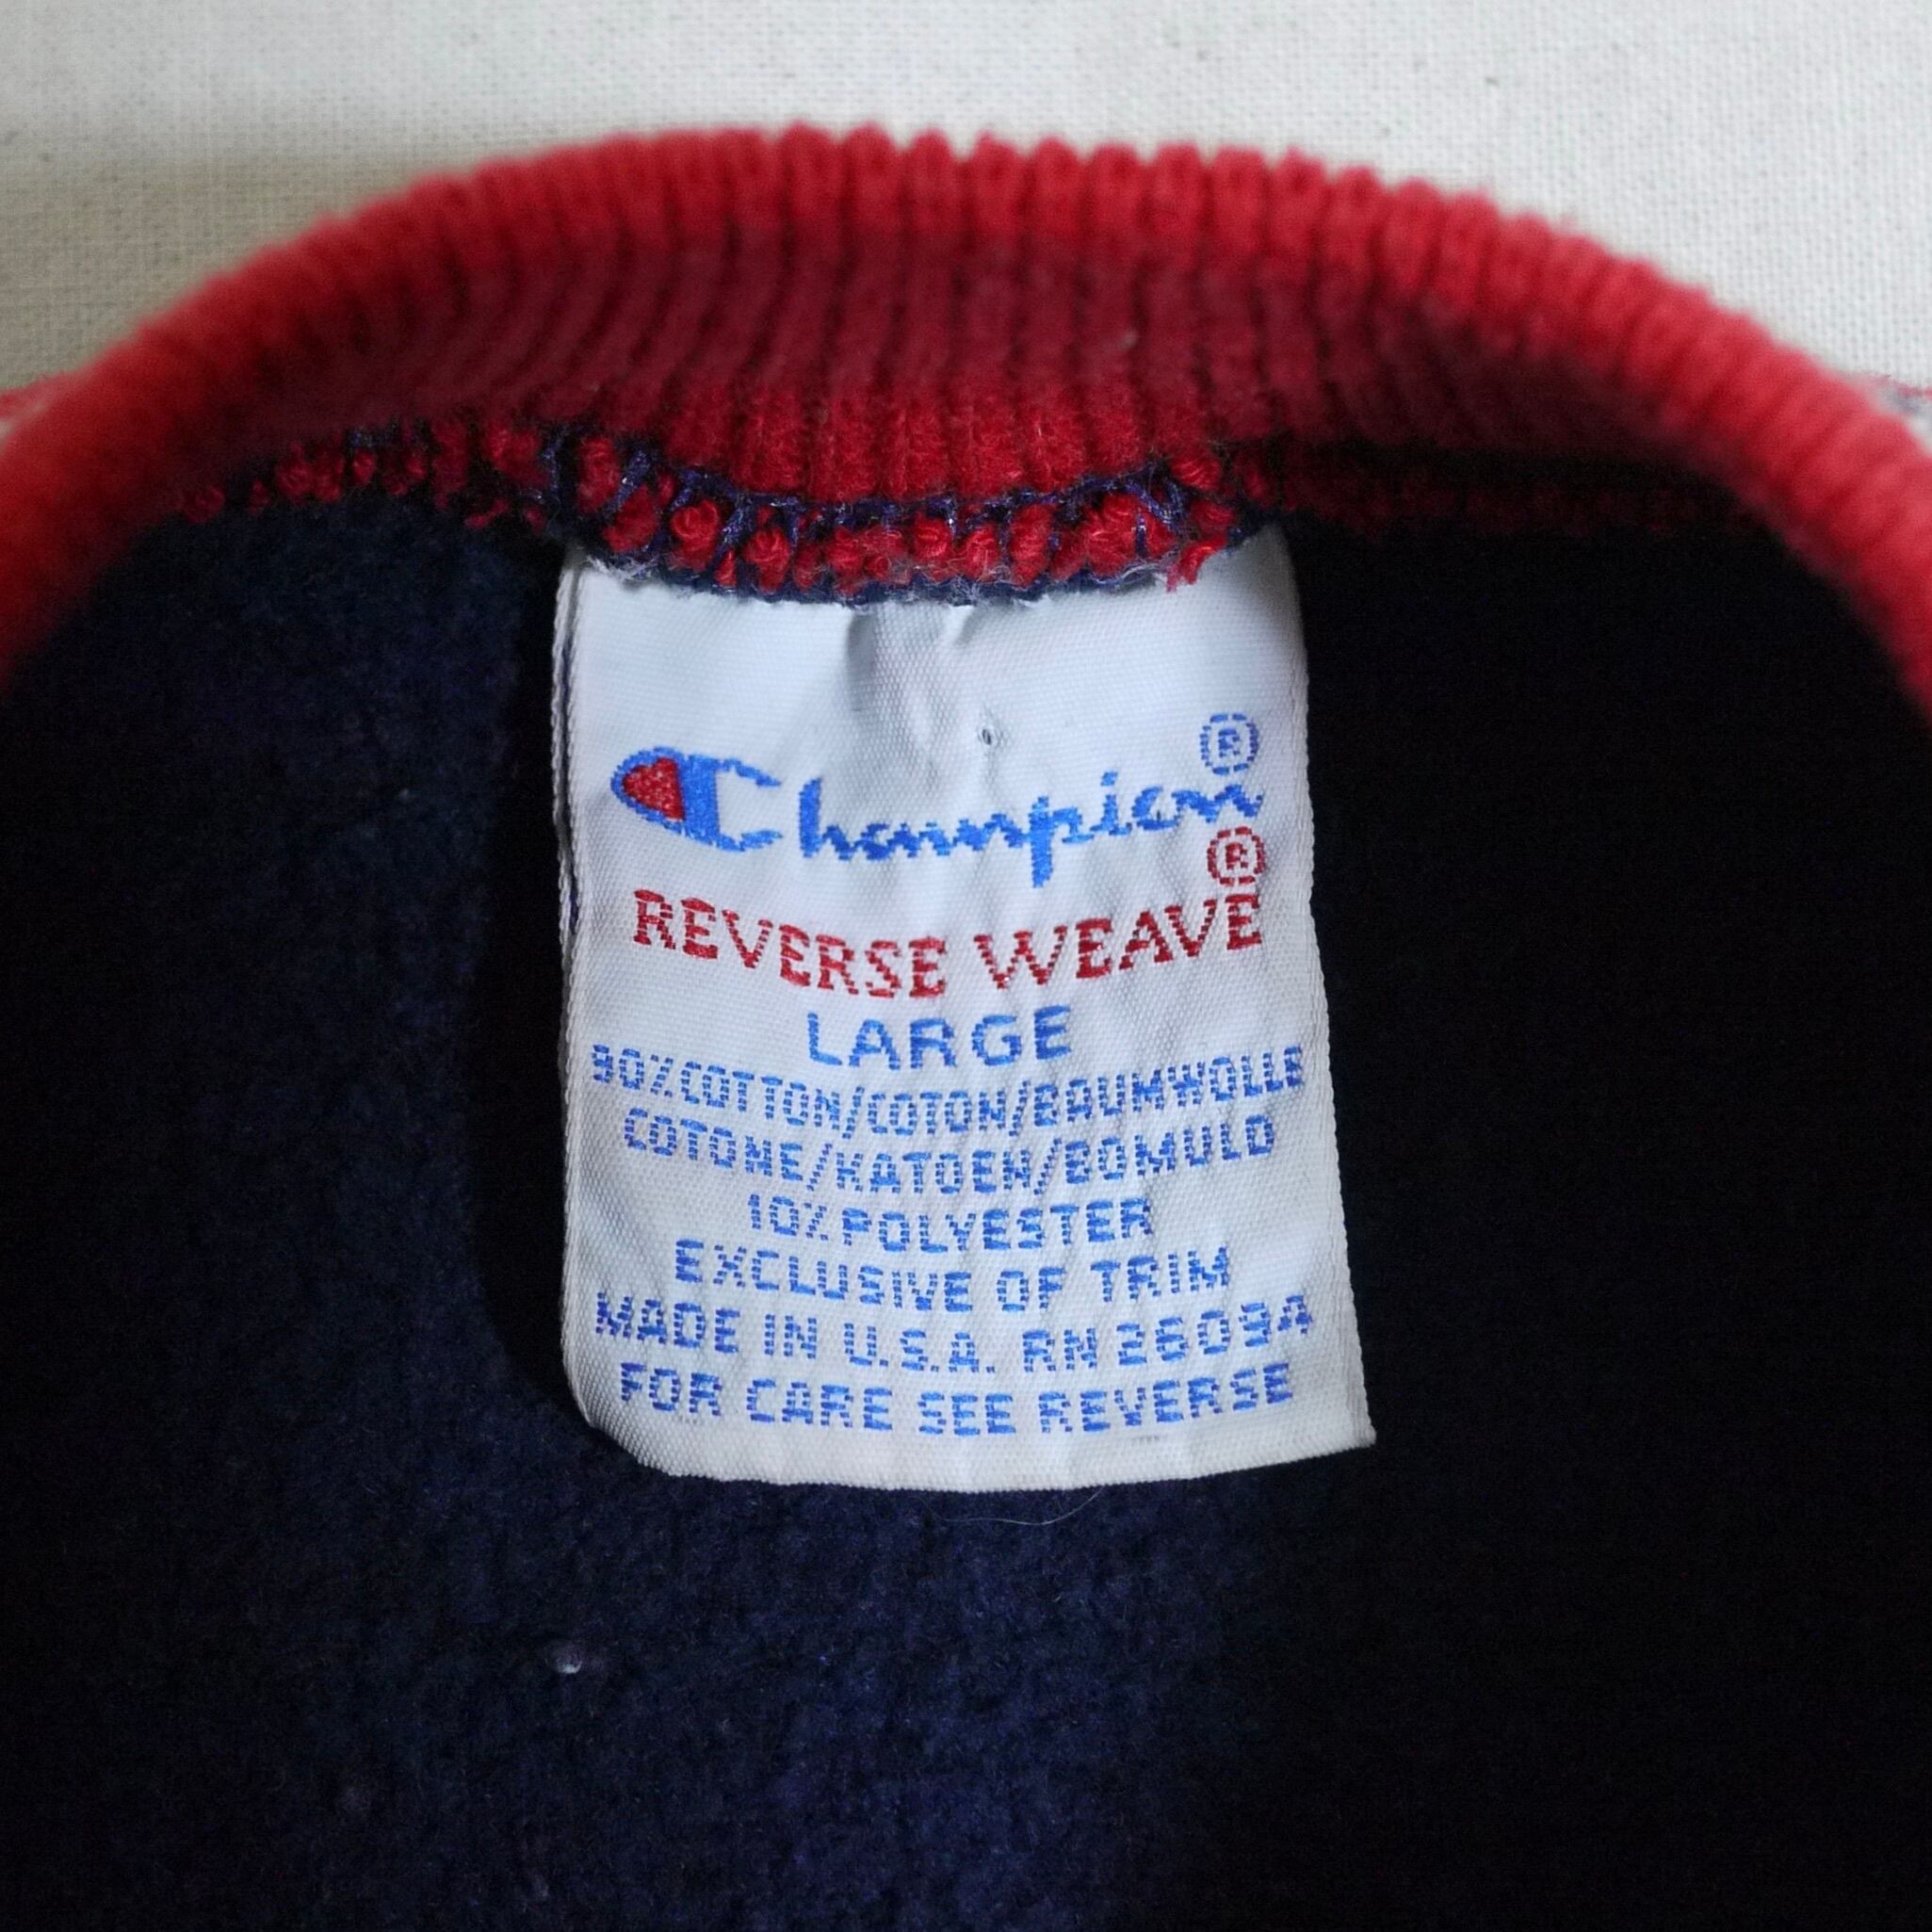 Champion®
REVERSE WEAVE®
LARGE
90% COTTON/COTON/BAUMWOLLE
COTONE/KATOEN/BOMULD
10% POLYESTER
EXCLUSIVE OF TRIM
MADE IN U.S.A. RN 26094
FOR CARE SEE REVERSE